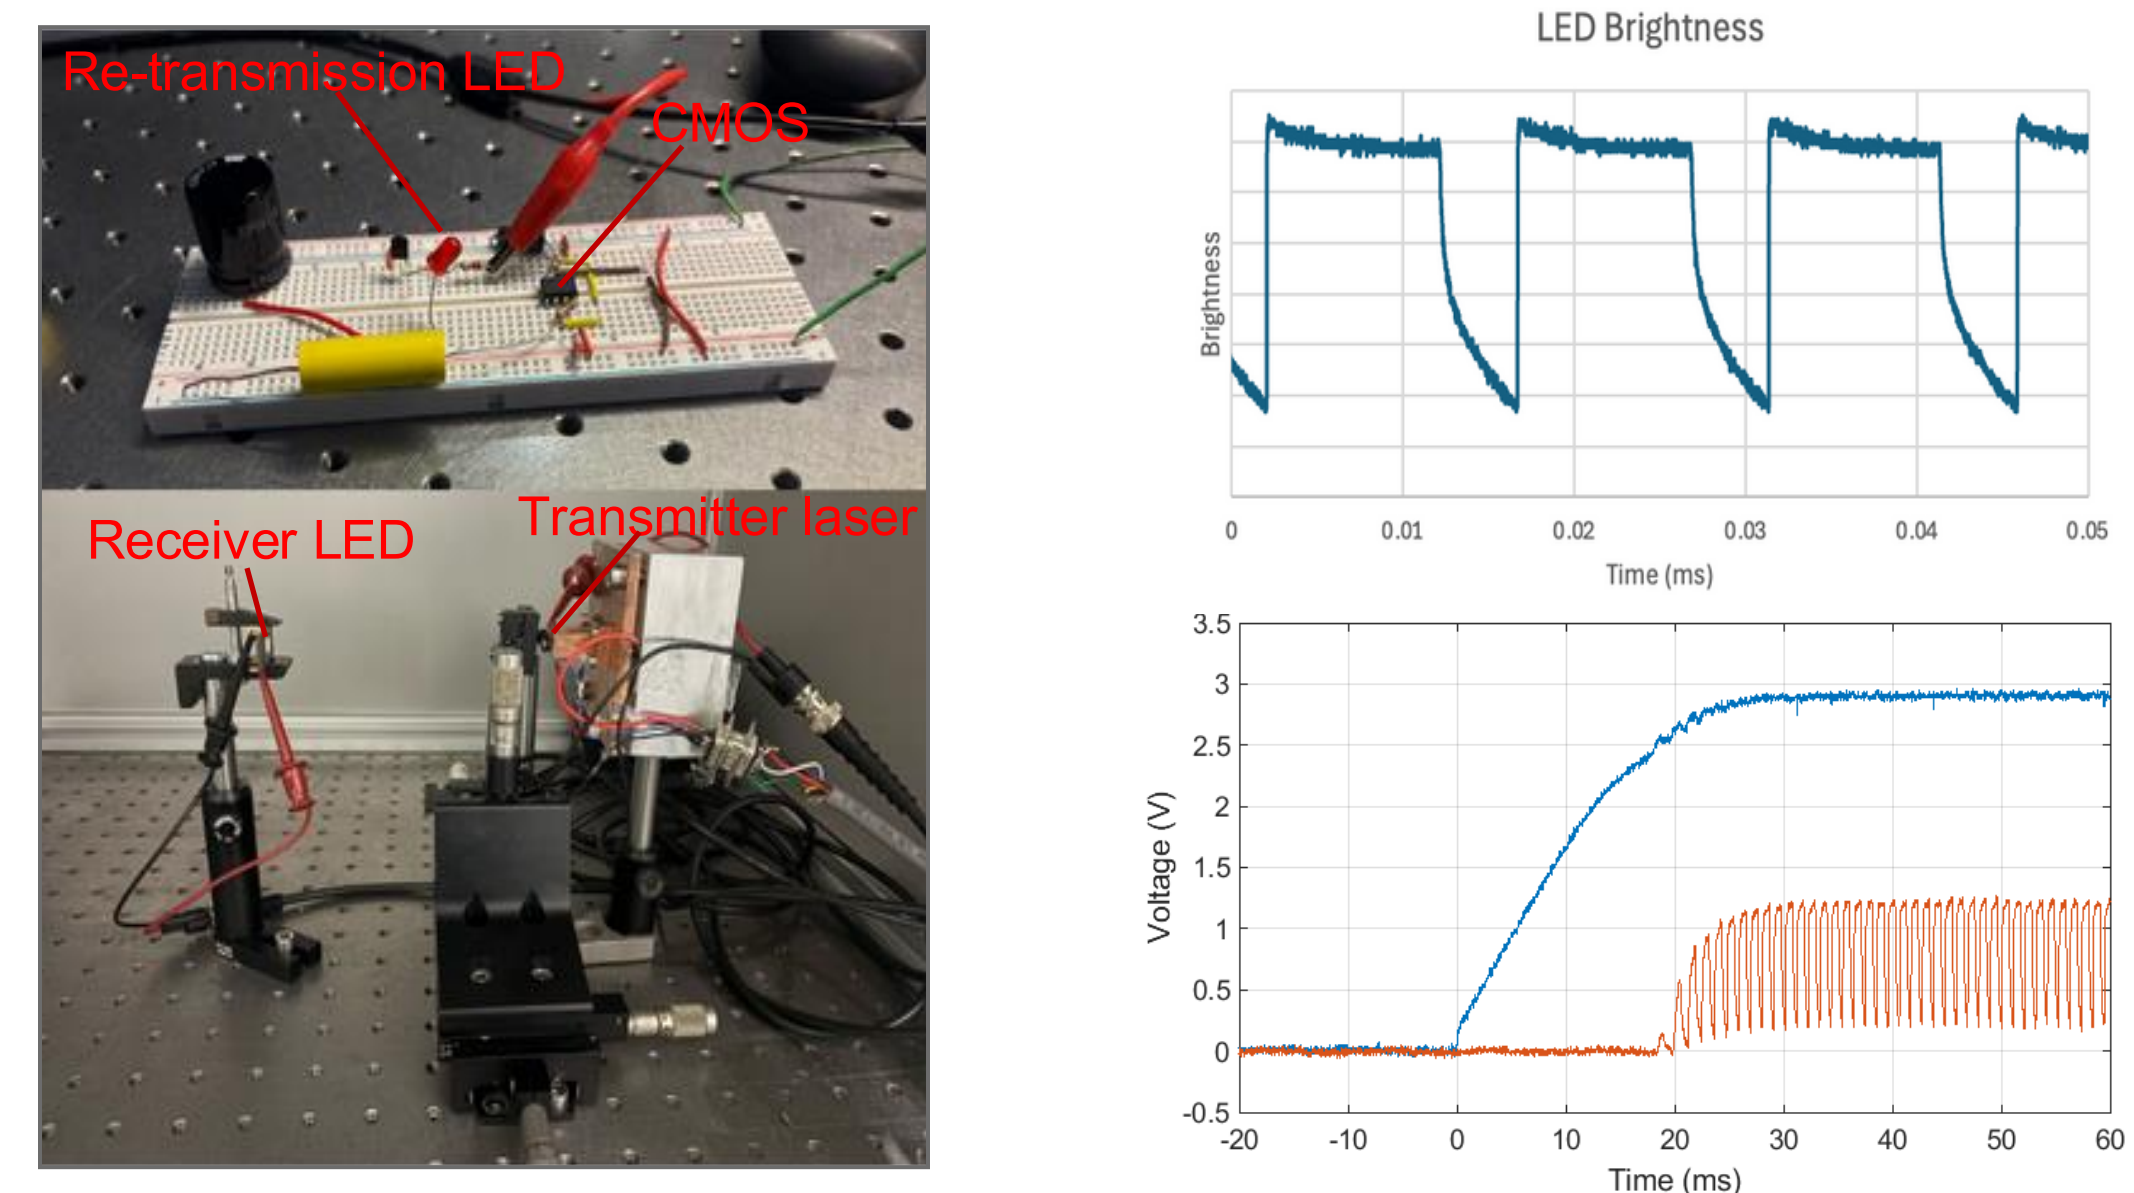 Re-transmission LED
CMOS
Receiver LED
Transmitter laser
LED Brightness
Brightness
0 0.01 0.02 0.03 0.04 0.05
Time (ms)
3.5
3
2.5
2
1.5
1
0.5
0
-0.5
Voltage (V)
-20 -10 0 10 20 30 40 50 60
Time (ms)